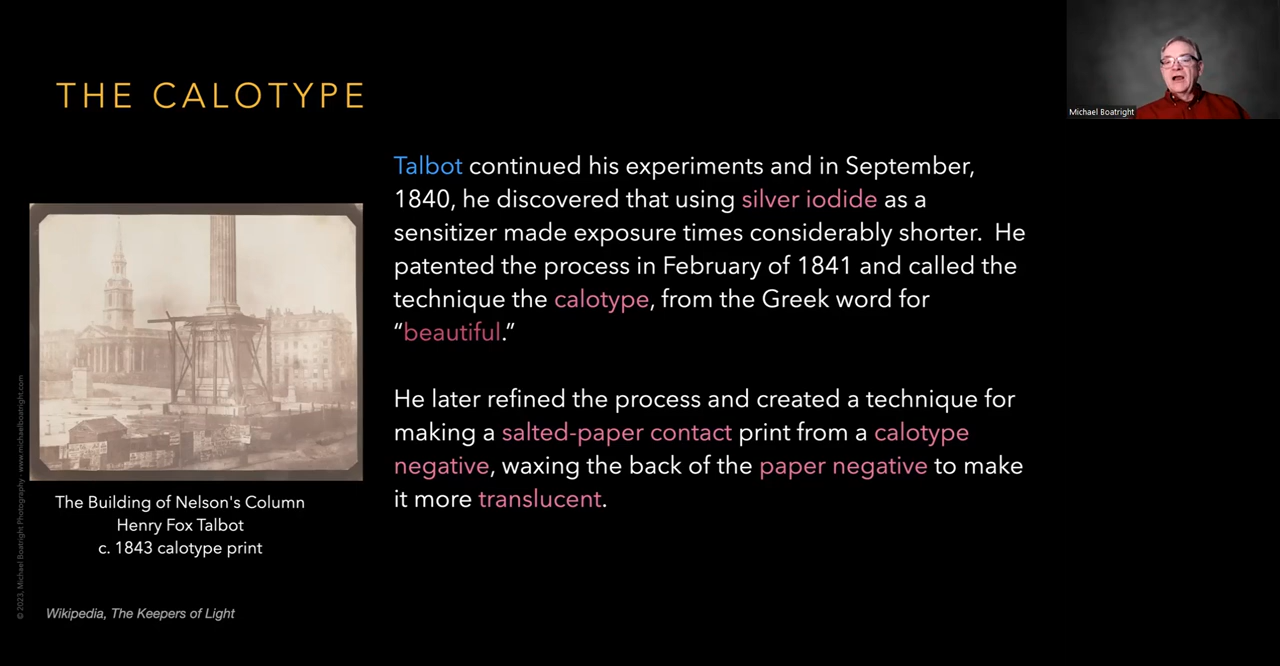 THE CALOTYPE
Michael Boatright
Talbot continued his experiments and in September,
1840, he discovered that using silver iodide as a
sensitizer made exposure times considerably shorter.  He
patented the process in February of 1841 and called the
technique the calotype, from the Greek word for
“beautiful.”
He later refined the process and created a technique for
making a salted-paper contact print from a calotype
negative, waxing the back of the paper negative to make
it more translucent.
The Building of Nelson's Column
Henry Fox Talbot
c. 1843 calotype print
Wikipedia, The Keepers of Light
© 2023, Michael Boatright Photography - www.michaelboatright.com